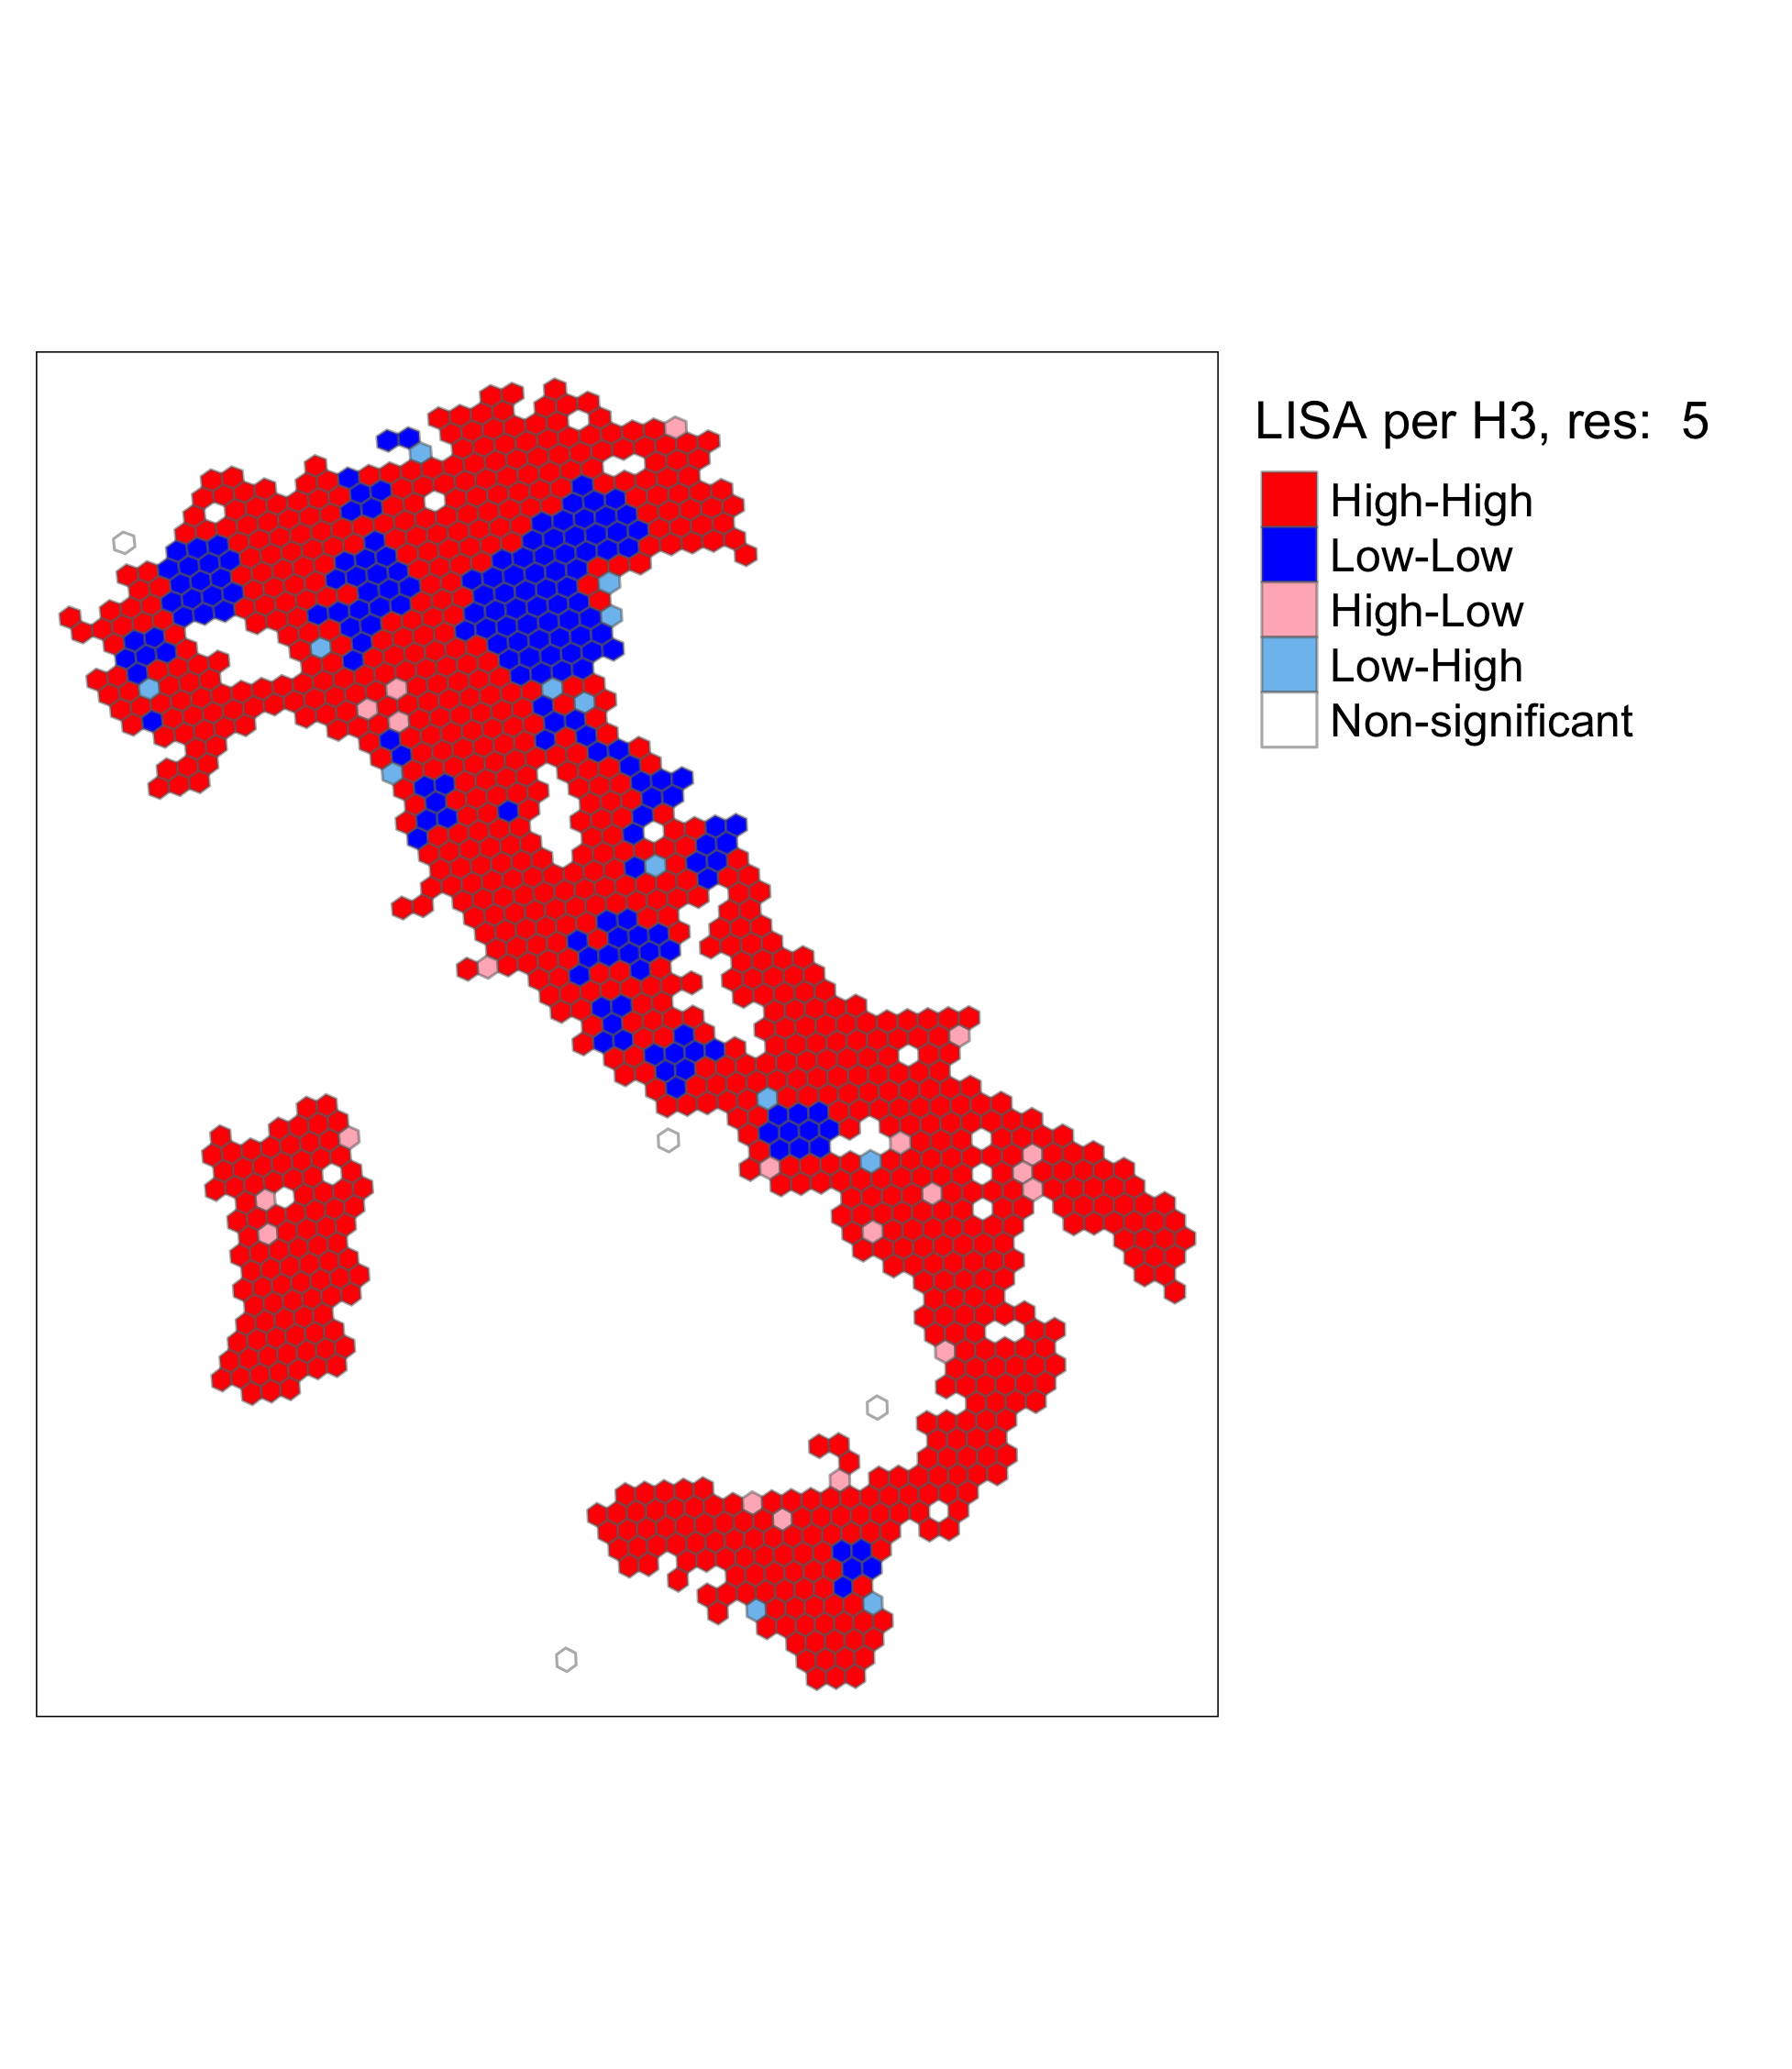 LISA per H3, res:  5
High-High
Low-Low
High-Low
Low-High
Non-significant